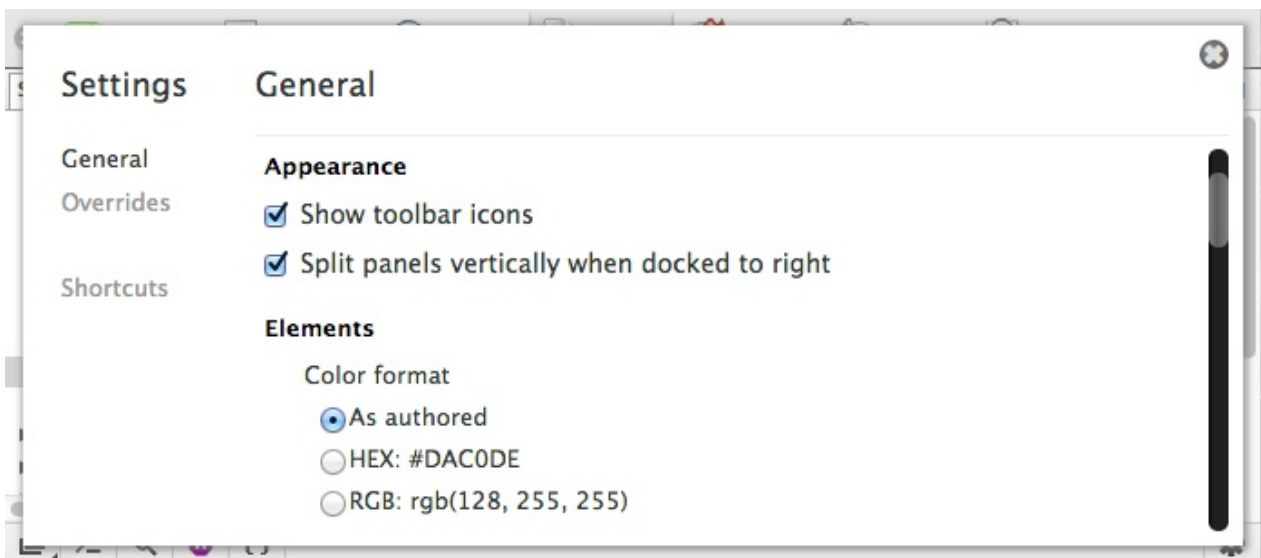 Settings
General
General
Overrides
Shortcuts
Appearance
Show toolbar icons
Split panels vertically when docked to right
Elements
Color format
As authored
HEX: #DAC0DE
RGB: rgb(128, 255, 255)